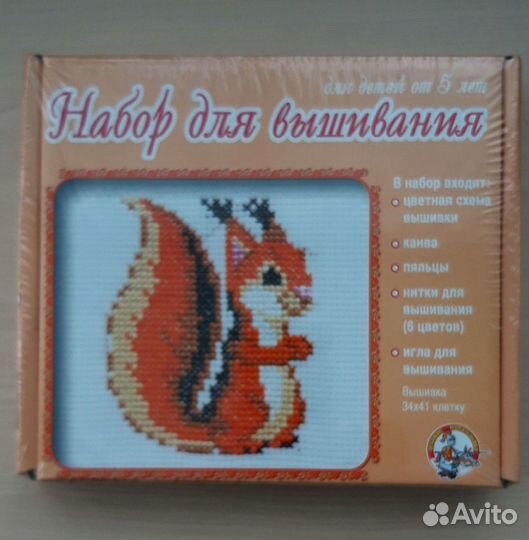 для детей от 5 лет
Набор для вышивания
В набор входят:
цветная схема
вышивки
канва
пяльцы
нитки для
вышивания
(6 цветов)
игла для
вышивания
Вышивка
34х41 клетку
Avito